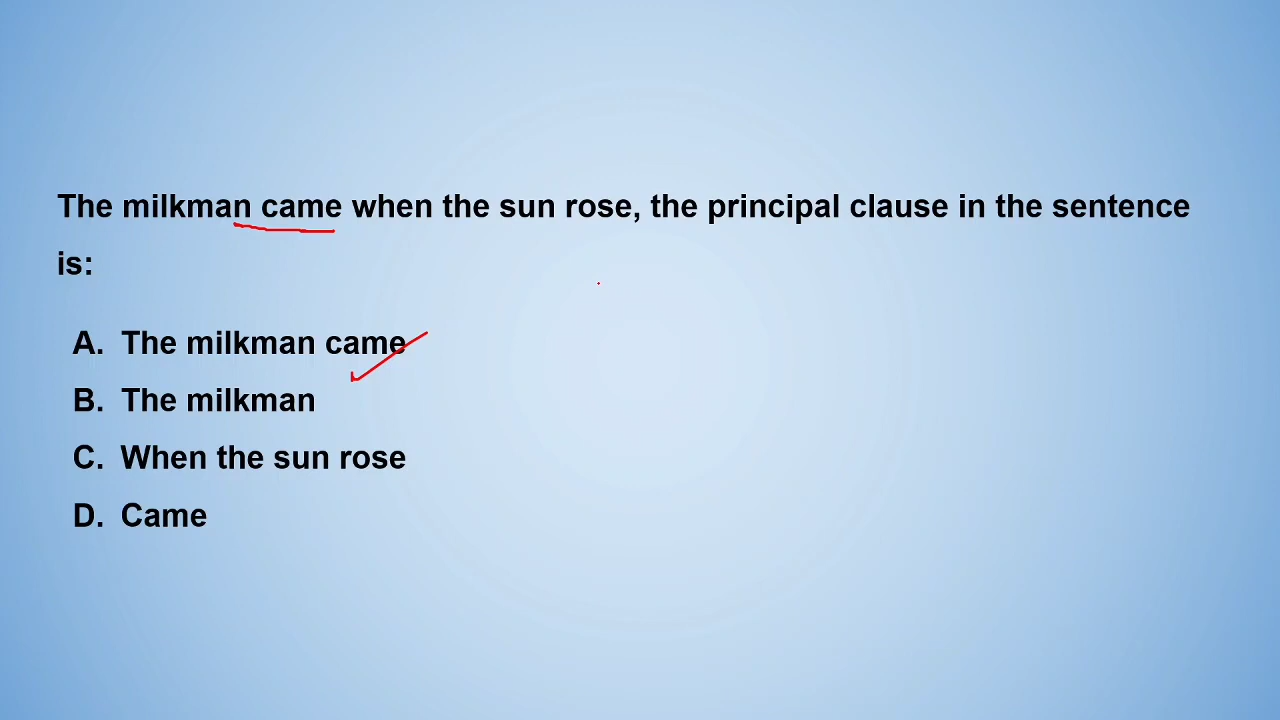 The milkman came when the sun rose, the principal clause in the sentence
is:
A. The milkman came
B. The milkman
C. When the sun rose
D. Came